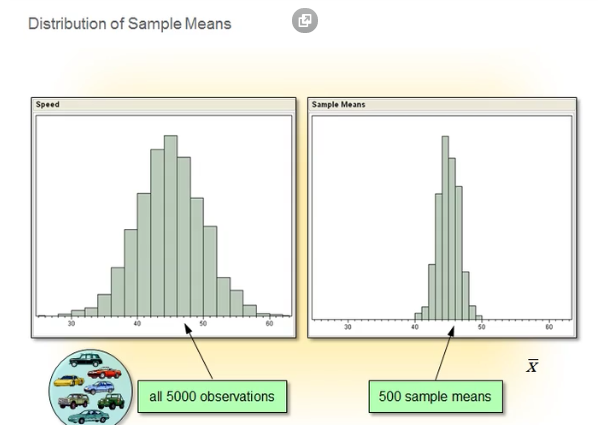 Distribution of Sample Means
Speed
Sample Means
30 40 50 60
30 40 50 60
all 5000 observations
500 sample means
x̅